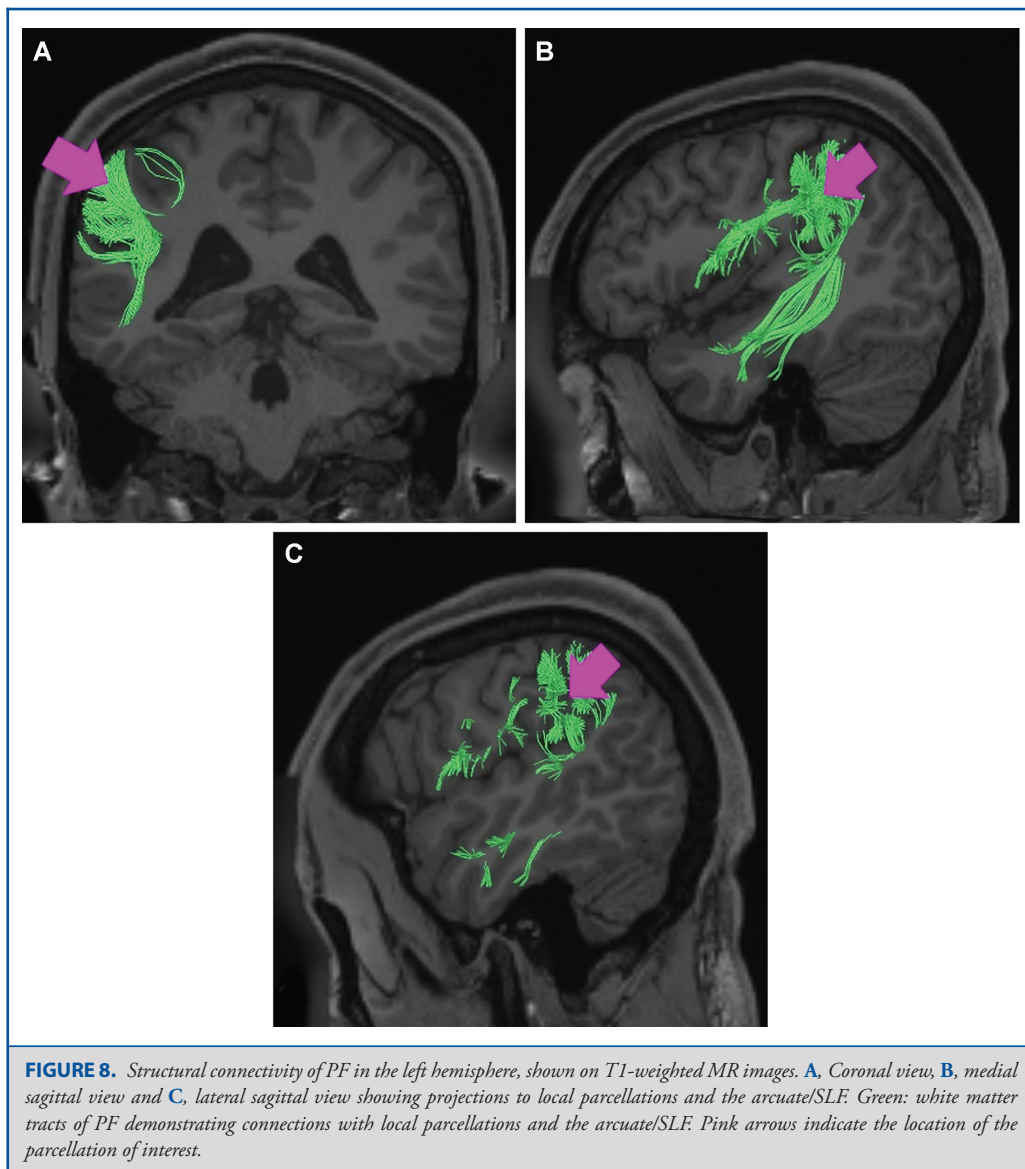 A
B
C
FIGURE 8. Structural connectivity of PF in the left hemisphere, shown on T1-weighted MR images. A, Coronal view, B, medial
sagittal view and C, lateral sagittal view showing projections to local parcellations and the arcuate/SLF. Green: white matter
tracts of PF demonstrating connections with local parcellations and the arcuate/SLF. Pink arrows indicate the location of the
parcellation of interest.